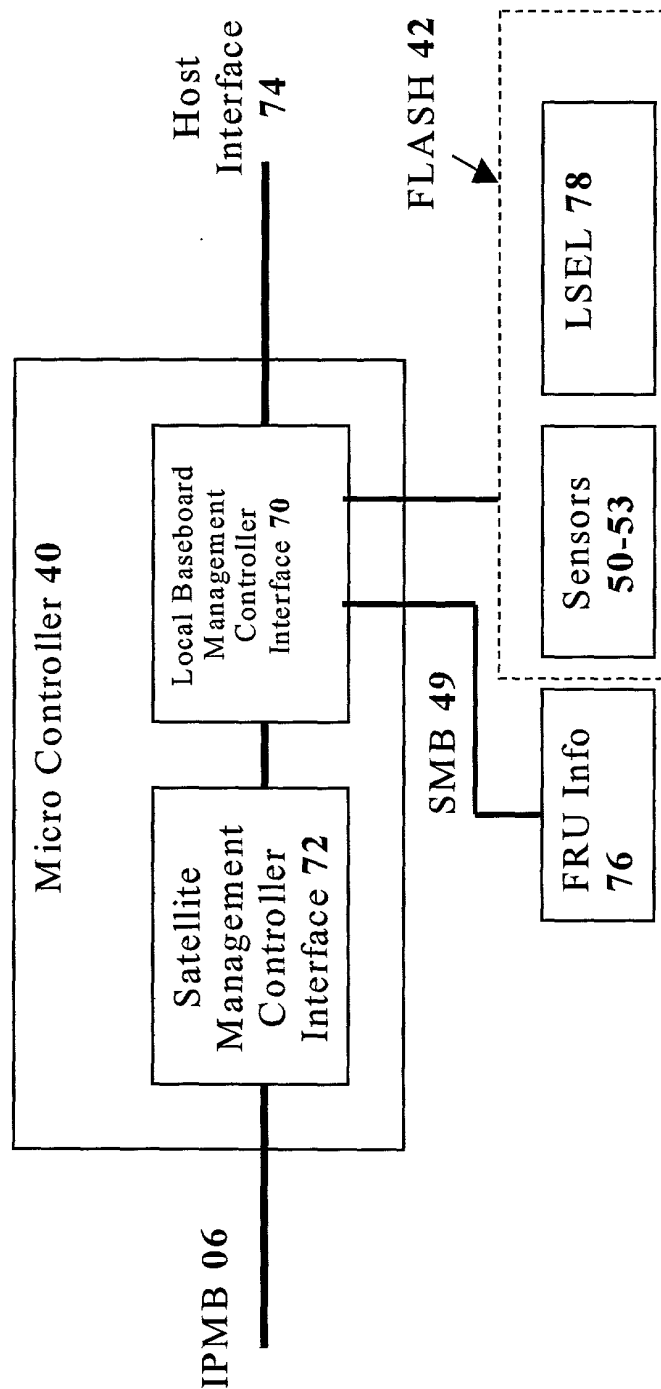 Micro Controller 40
IPMB 06
Satellite
Management
Controller
Interface 72
Local Baseboard
Management
Controller
Interface 70
Host
Interface
74
SMB 49
FLASH 42
FRU Info
76
Sensors
50-53
LSEL 78